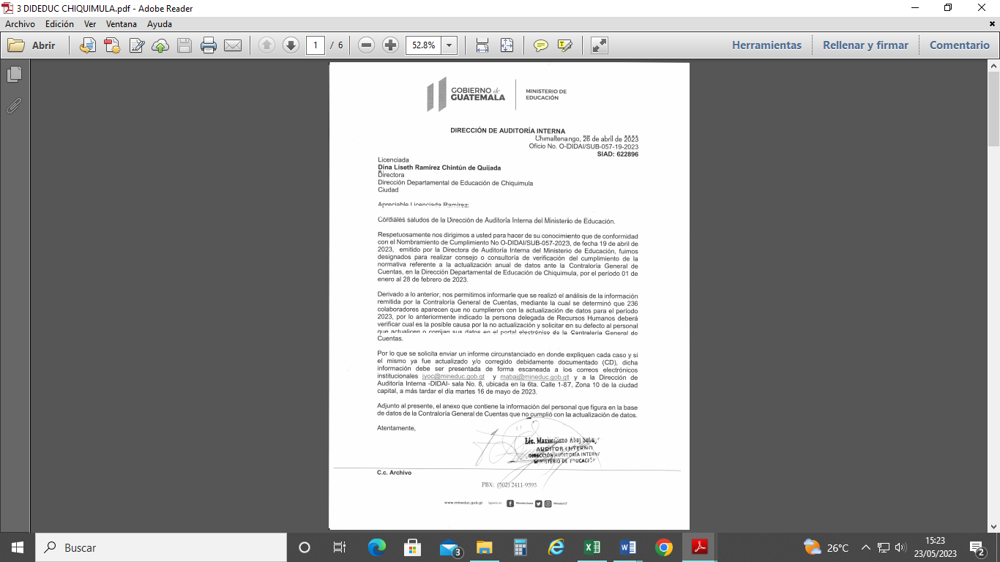 3 DIDEDUC CHIQUIMULA.pdf - Adobe Reader
Archivo Edición Ver Ventana Ayuda
Abrir 1 / 6 52.8% Herramientas Rellenar y firmar Comentario
GOBIERNO de
GUATEMALA
MINISTERIO DE
EDUCACIÓN
DIRECCIÓN DE AUDITORÍA INTERNA
Chimaltenango, 26 de abril de 2023
Oficio No. O-DIDAI/SUB-057-19-2023
SIAD: 622896
Licenciada
Dina Liseth Ramírez Chintún de Quijada
Directora
Dirección Departamental de Educación de Chiquimula
Ciudad
Apreciable Licenciada Ramírez:
Cordiales saludos de la Dirección de Auditoría Interna del Ministerio de Educación.
Respetuosamente nos dirigimos a usted para hacer de su conocimiento que de conformidad
con el Nombramiento de Cumplimiento No O-DIDAI/SUB-057-2023, de fecha 19 de abril de
2023, emitido por la Directora de Auditoría Interna del Ministerio de Educación, fuimos
designados para realizar consejo o consultoría de verificación del cumplimiento de la
normativa referente a la actualización anual de datos ante la Contraloría General de
Cuentas, en la Dirección Departamental de Educación de Chiquimula, por el período 01 de
enero al 28 de febrero de 2023.
Derivado a lo anterior, nos permitimos informarle que se realizó el análisis de la información
remitida por la Contraloría General de Cuentas, mediante la cual se determinó que 236
colaboradores aparecen que no cumplieron con la actualización de datos para el período
2023, por lo anteriormente indicado la persona delegada de Recursos Humanos deberá
verificar cual es la posible causa por la no actualización y solicitar en su defecto al personal
que actualicen o corrijan sus datos en el portal electrónico de la Contraloría General de
Cuentas.
Por lo que se solicita enviar un informe circunstanciado en donde expliquen cada caso y si
el mismo ya fue actualizado y/o corregido debidamente documentado (CD), dicha
información debe ser presentada de forma escaneada a los correos electrónicos
institucionales jyoc@mineduc.gob.gt y mabaj@mineduc.gob.gt y a la Dirección de
Auditoría Interna -DIDAI- sala No. 8, ubicada en la 6ta. Calle 1-87, Zona 10 de la ciudad
capital, a más tardar el día martes 16 de mayo de 2023.
Adjunto al presente, el anexo que contiene la información del personal que figura en la base
de datos de la Contraloría General de Cuentas que no cumplió con la actualización de datos.
Atentamente,
Lic. Maximiliano Abaj
AUDITOR INTERNO
DIRECCIÓN AUDITORÍA INTERNA
MINISTERIO DE EDUCACIÓN
C.c. Archivo
PBX: (502) 2411-9595
www.mineduc.gob.gt
Buscar
3
26°C
15:23
23/05/2023
2